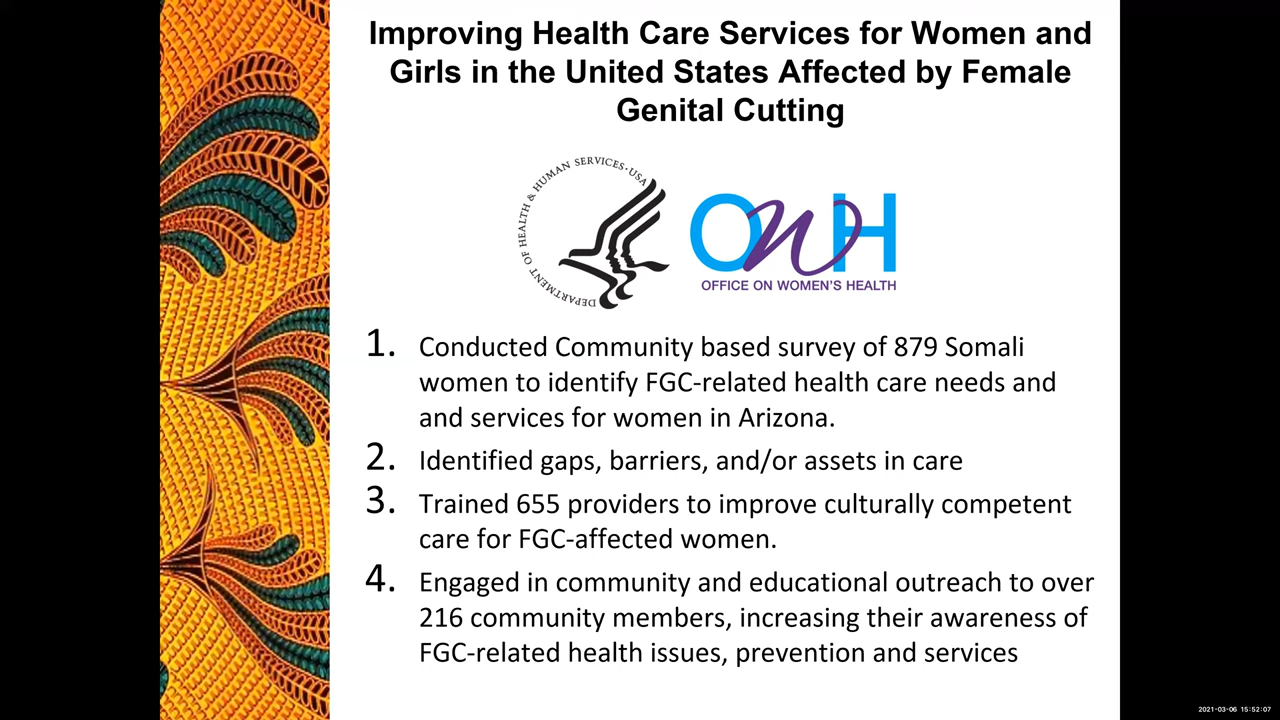 Improving Health Care Services for Women and
Girls in the United States Affected by Female
Genital Cutting
DEPARTMENT OF HEALTH & HUMAN SERVICES • USA
OWH
OFFICE ON WOMEN'S HEALTH
1. Conducted Community based survey of 879 Somali
women to identify FGC-related health care needs and
and services for women in Arizona.
2. Identified gaps, barriers, and/or assets in care
3. Trained 655 providers to improve culturally competent
care for FGC-affected women.
4. Engaged in community and educational outreach to over
216 community members, increasing their awareness of
FGC-related health issues, prevention and services
2021-03-06 15:52:07